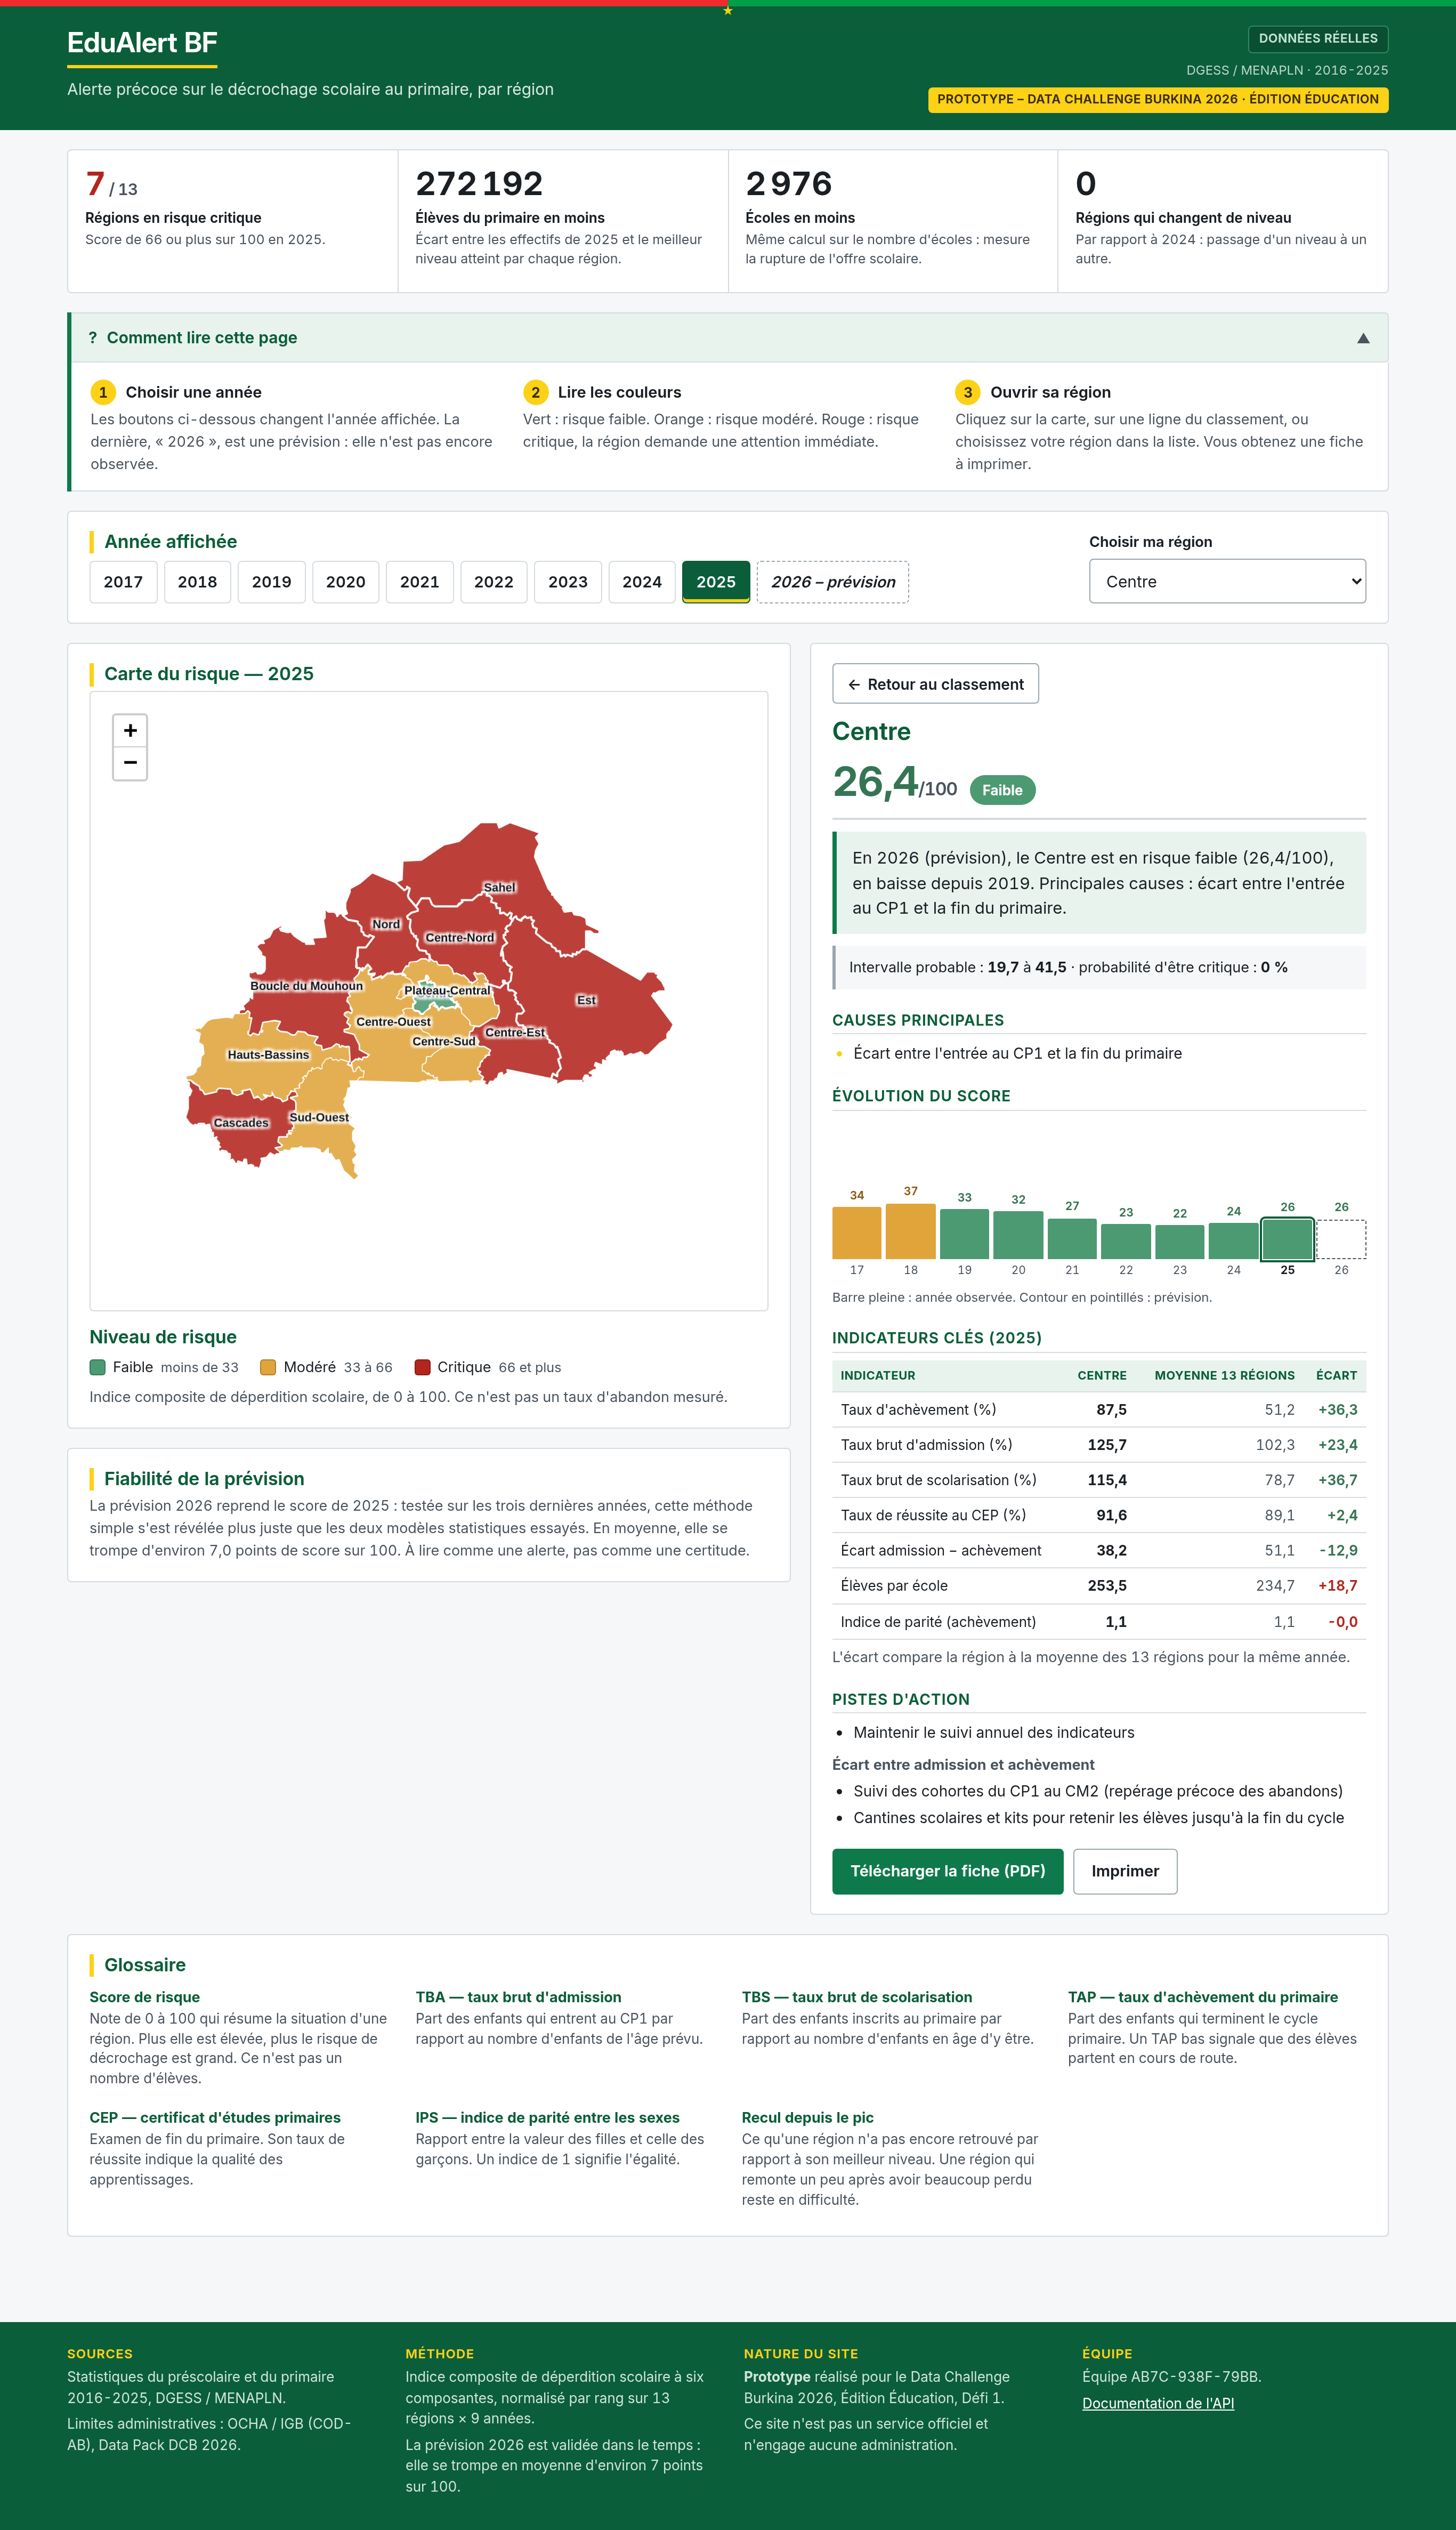 EduAlert BF
Alerte précoce sur le décrochage scolaire au primaire, par région
DONNÉES RÉELLES
DGESS / MENAPLN · 2016-2025
PROTOTYPE – DATA CHALLENGE BURKINA 2026 · ÉDITION ÉDUCATION
7 / 13
Régions en risque critique
Score de 66 ou plus sur 100 en 2025.
272 192
Élèves du primaire en moins
Écart entre les effectifs de 2025 et le meilleur
niveau atteint par chaque région.
2 976
Écoles en moins
Même calcul sur le nombre d'écoles : mesure
la rupture de l'offre scolaire.
0
Régions qui changent de niveau
Par rapport à 2024 : passage d'un niveau à un
autre.
? Comment lire cette page
1 Choisir une année
Les boutons ci-dessous changent l'année affichée. La
dernière, « 2026 », est une prévision : elle n'est pas encore
observée.
2 Lire les couleurs
Vert : risque faible. Orange : risque modéré. Rouge : risque
critique, la région demande une attention immédiate.
3 Ouvrir sa région
Cliquez sur la carte, sur une ligne du classement, ou
choisissez votre région dans la liste. Vous obtenez une fiche
à imprimer.
Année affichée
2017 2018 2019 2020 2021 2022 2023 2024 2025 2026 – prévision
Choisir ma région
Centre
Carte du risque — 2025
+
−
Sahel
Nord
Centre-Nord
Boucle du Mouhoun
Plateau-Central
Est
Centre-Ouest
Centre-Est
Centre-Sud
Hauts-Bassins
Sud-Ouest
Cascades
Niveau de risque
Faible moins de 33 Modéré 33 à 66 Critique 66 et plus
Indice composite de déperdition scolaire, de 0 à 100. Ce n'est pas un taux d'abandon mesuré.
Fiabilité de la prévision
La prévision 2026 reprend le score de 2025 : testée sur les trois dernières années, cette méthode
simple s'est révélée plus juste que les deux modèles statistiques essayés. En moyenne, elle se
trompe d'environ 7,0 points de score sur 100. À lire comme une alerte, pas comme une certitude.
← Retour au classement
Centre
26,4/100 Faible
En 2026 (prévision), le Centre est en risque faible (26,4/100),
en baisse depuis 2019. Principales causes : écart entre l'entrée
au CP1 et la fin du primaire.
Intervalle probable : 19,7 à 41,5 · probabilité d'être critique : 0 %
CAUSES PRINCIPALES
• Écart entre l'entrée au CP1 et la fin du primaire
ÉVOLUTION DU SCORE
34 37 33 32 27 23 22 24 26 26
17 18 19 20 21 22 23 24 25 26
Barre pleine : année observée. Contour en pointillés : prévision.
INDICATEURS CLÉS (2025)
INDICATEUR CENTRE MOYENNE 13 RÉGIONS ÉCART
Taux d'achèvement (%) 87,5 51,2 +36,3
Taux brut d'admission (%) 125,7 102,3 +23,4
Taux brut de scolarisation (%) 115,4 78,7 +36,7
Taux de réussite au CEP (%) 91,6 89,1 +2,4
Écart admission – achèvement 38,2 51,1 -12,9
Élèves par école 253,5 234,7 +18,7
Indice de parité (achèvement) 1,1 1,1 -0,0
L'écart compare la région à la moyenne des 13 régions pour la même année.
PISTES D'ACTION
• Maintenir le suivi annuel des indicateurs
Écart entre admission et achèvement
• Suivi des cohortes du CP1 au CM2 (repérage précoce des abandons)
• Cantines scolaires et kits pour retenir les élèves jusqu'à la fin du cycle
Télécharger la fiche (PDF) Imprimer
Glossaire
Score de risque
Note de 0 à 100 qui résume la situation d'une
région. Plus elle est élevée, plus le risque de
décrochage est grand. Ce n'est pas un
nombre d'élèves.
TBA — taux brut d'admission
Part des enfants qui entrent au CP1 par
rapport au nombre d'enfants de l'âge prévu.
TBS — taux brut de scolarisation
Part des enfants inscrits au primaire par
rapport au nombre d'enfants en âge d'y être.
TAP — taux d'achèvement du primaire
Part des enfants qui terminent le cycle
primaire. Un TAP bas signale que des élèves
partent en cours de route.
CEP — certificat d'études primaires
Examen de fin du primaire. Son taux de
réussite indique la qualité des
apprentissages.
IPS — indice de parité entre les sexes
Rapport entre la valeur des filles et celle des
garçons. Un indice de 1 signifie l'égalité.
Recul depuis le pic
Ce qu'une région n'a pas encore retrouvé par
rapport à son meilleur niveau. Une région qui
remonte un peu après avoir beaucoup perdu
reste en difficulté.
SOURCES
Statistiques du préscolaire et du primaire
2016-2025, DGESS / MENAPLN.
Limites administratives : OCHA / IGB (COD-
AB), Data Pack DCB 2026.
MÉTHODE
Indice composite de déperdition scolaire à six
composantes, normalisé par rang sur 13
régions × 9 années.
La prévision 2026 est validée dans le temps :
elle se trompe en moyenne d'environ 7 points
sur 100.
NATURE DU SITE
Prototype réalisé pour le Data Challenge
Burkina 2026, Édition Éducation, Défi 1.
Ce site n'est pas un service officiel et
n'engage aucune administration.
ÉQUIPE
Équipe AB7C-938F-79BB.
Documentation de l'API